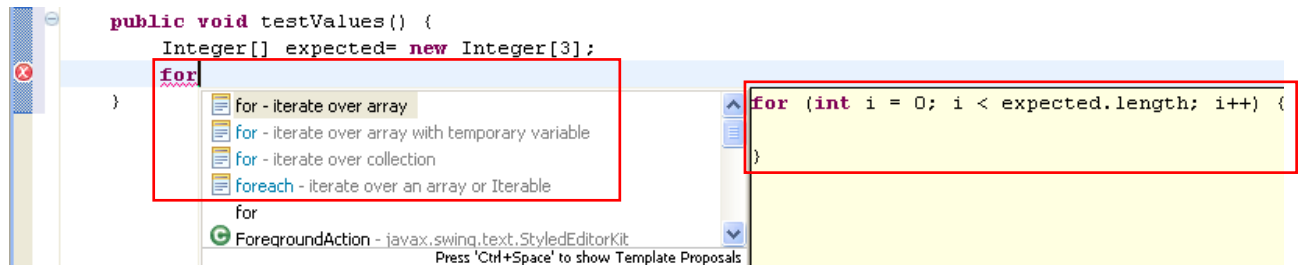 public void testValues() {
Integer[] expected= new Integer[3];
for
}
for - iterate over array
for - iterate over array with temporary variable
for - iterate over collection
foreach - iterate over an array or Iterable
for
ForegroundAction - javax.swing.text.StyledEditorKit
Press 'Ctrl+Space' to show Template Proposals
for (int i = 0; i < expected.length; i++) {
}